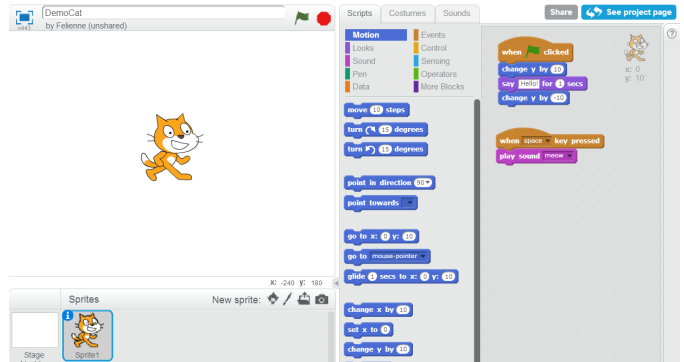 DemoCat
by Felienne (unshared)
v443
X: -240 Y: 180
Sprites
New sprite:
Stage
Sprite1
Scripts Costumes Sounds
Share
See project page
Motion Events
Looks Control
Sound Sensing
Pen Operators
Data More Blocks
move 10 steps
turn 15 degrees
turn 15 degrees
point in direction 90
point towards
go to x: 0 y: 10
go to mouse-pointer
glide 1 secs to x: 0 y: 10
change x by 10
set x to 0
change y by 10
when clicked
change y by 10
say Hello! for 1 secs
change y by -10
when space key pressed
play sound meow
x: 0
y: 10
?